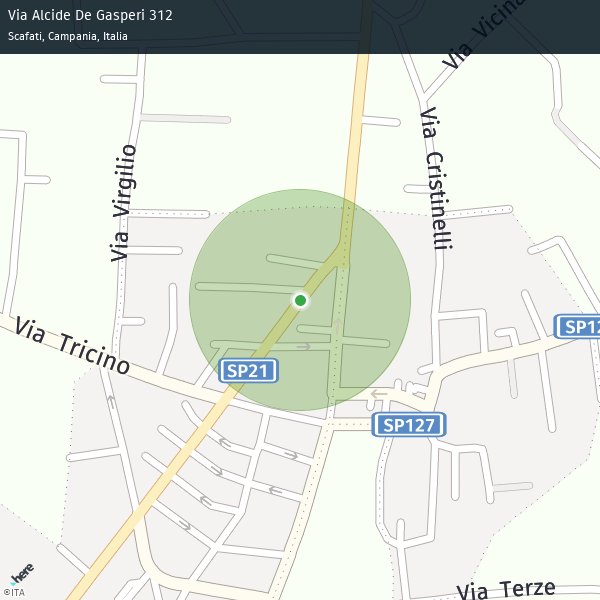 Via Alcide De Gasperi 312
Scafati, Campania, Italia
Via Vicina
Via Virgilio
Via Cristinelli
Via Tricino
SP12
SP21
SP127
Via Terze
here
©ITA